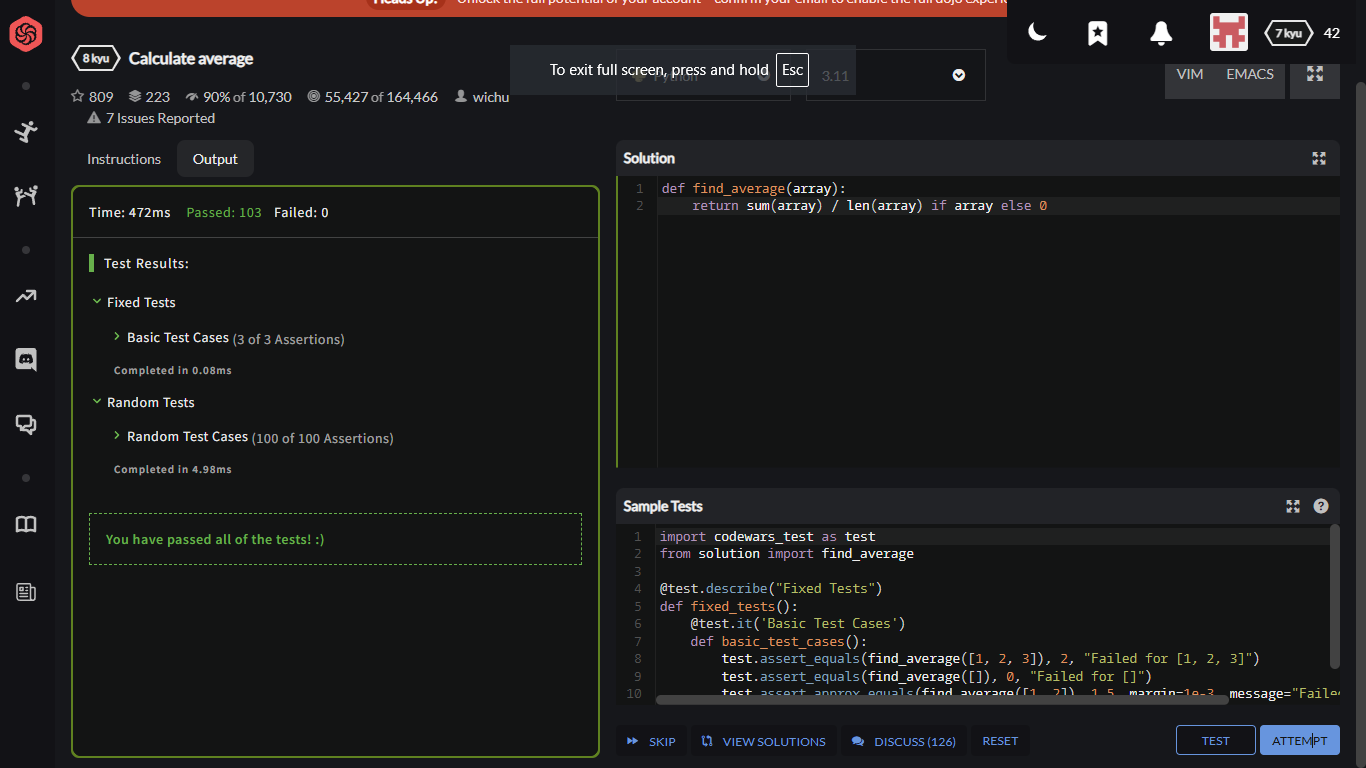 Heads Up! Unlock the full potential of your account - confirm your email to enable the full dojo
8 kyu Calculate average
To exit full screen, press and hold Esc
Python
3.11
7 kyu 42
VIM EMACS
809 223 90% of 10,730 55,427 of 164,466 wichu
7 Issues Reported
Instructions Output
Time: 472ms Passed: 103 Failed: 0
Test Results:
Fixed Tests
Basic Test Cases (3 of 3 Assertions)
Completed in 0.08ms
Random Tests
Random Test Cases (100 of 100 Assertions)
Completed in 4.98ms
You have passed all of the tests! :)
Solution
1 def find_average(array):
2 return sum(array) / len(array) if array else 0
Sample Tests
1 import codewars_test as test
2 from solution import find_average
3
4 @test.describe("Fixed Tests")
5 def fixed_tests():
6 @test.it('Basic Test Cases')
7 def basic_test_cases():
8 test.assert_equals(find_average([1, 2, 3]), 2, "Failed for [1, 2, 3]")
9 test.assert_equals(find_average([]), 0, "Failed for []")
10 test.assert_approx_equals(find_average([1, 2]), 1.5, margin=1e-3, message="Faile
SKIP VIEW SOLUTIONS DISCUSS (126) RESET TEST ATTEMPT